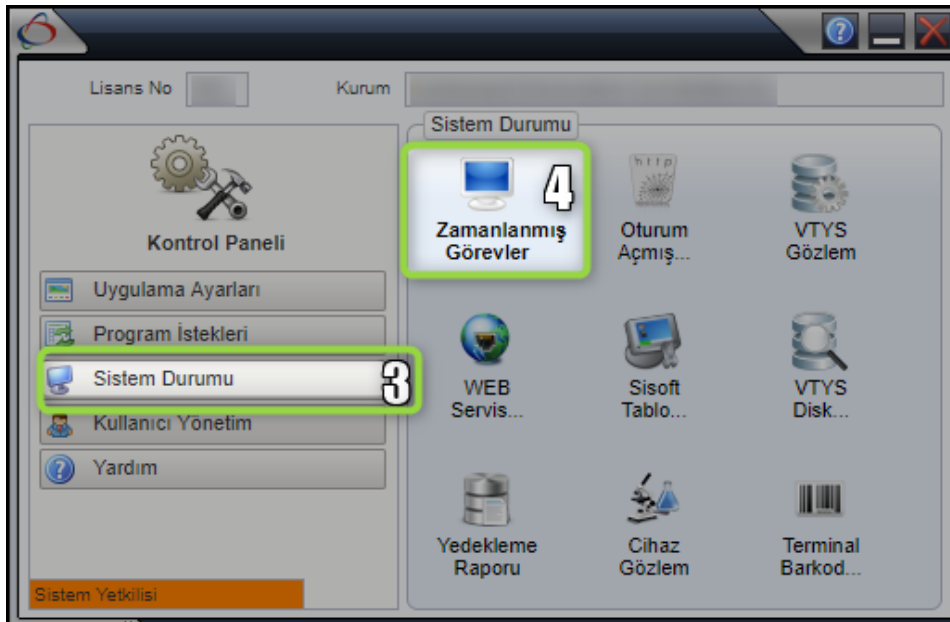 Lisans No
Kurum
Kontrol Paneli
Uygulama Ayarları
Program İstekleri
Sistem Durumu
3
Kullanıcı Yönetim
Yardım
Sistem Yetkilisi
Sistem Durumu
4
Zamanlanmış
Görevler
http
Oturum
Açmış...
VTYS
Gözlem
WEB
Servis...
Sisoft
Tablo...
VTYS
Disk...
Yedekleme
Raporu
Cihaz
Gözlem
Terminal
Barkod...